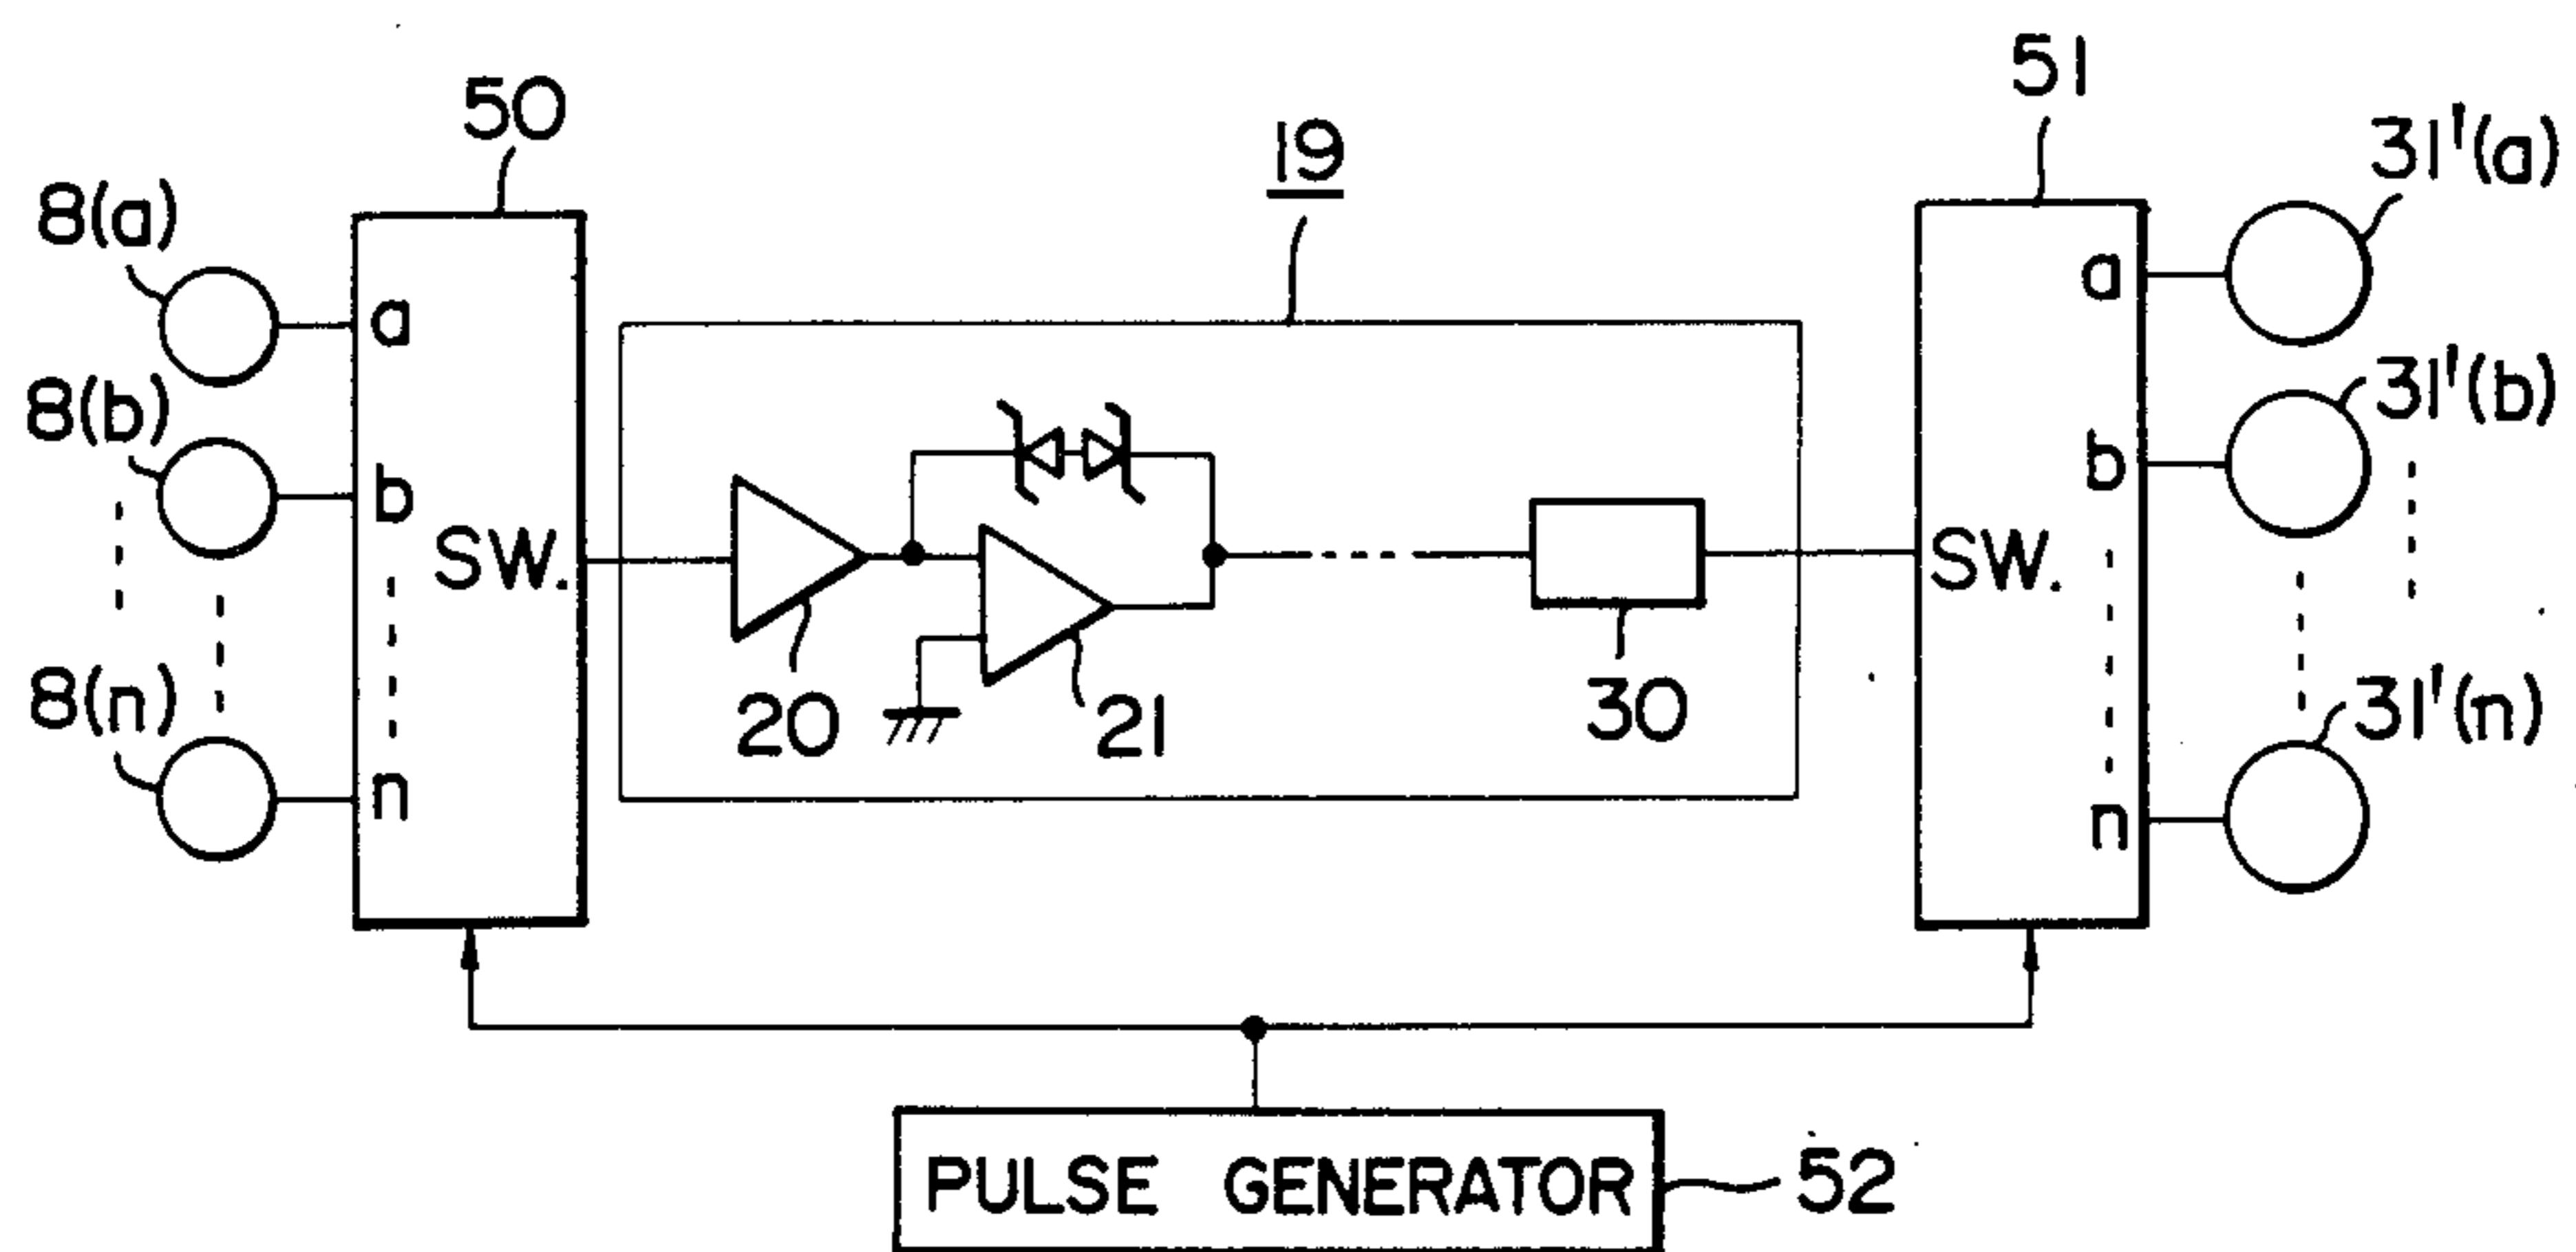 50
19
51
8(a)
31'(a)
a
a
8(b)
31'(b)
b
b
SW.
SW.
8(n)
31'(n)
20
21
30
n
n
PULSE GENERATOR
52